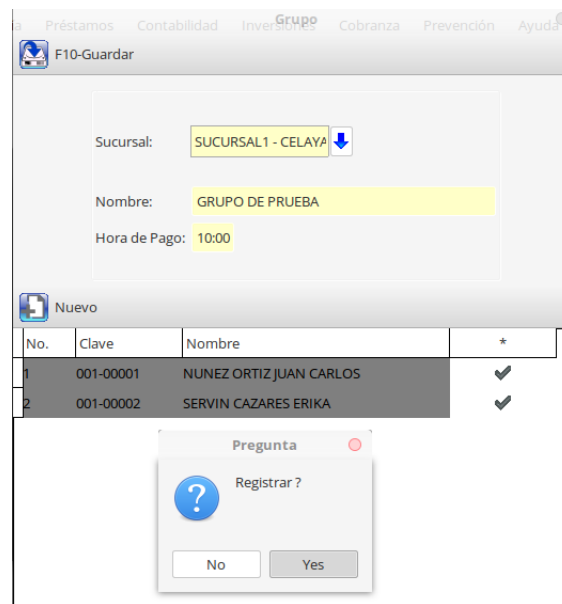 ía Préstamos Contabilidad Inversiones Cobranza Prevención Ayuda
Grupo
F10-Guardar
Sucursal: SUCURSAL1 - CELAYA
Nombre: GRUPO DE PRUEBA
Hora de Pago: 10:00
Nuevo
No. Clave Nombre *
1 001-00001 NUNEZ ORTIZ JUAN CARLOS
2 001-00002 SERVIN CAZARES ERIKA
Pregunta
Registrar ?
No Yes